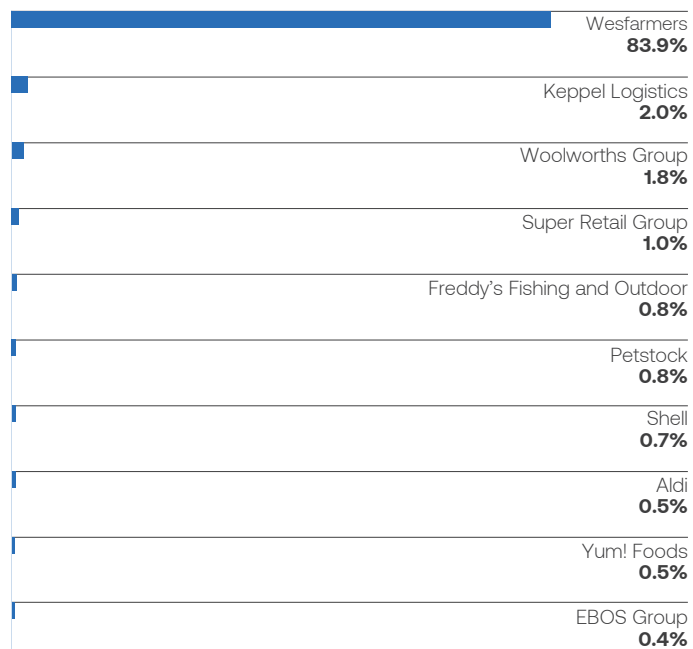 Wesfarmers
83.9%
Keppel Logistics
2.0%
Woolworths Group
1.8%
Super Retail Group
1.0%
Freddy’s Fishing and Outdoor
0.8%
Petstock
0.8%
Shell
0.7%
Aldi
0.5%
Yum! Foods
0.5%
EBOS Group
0.4%